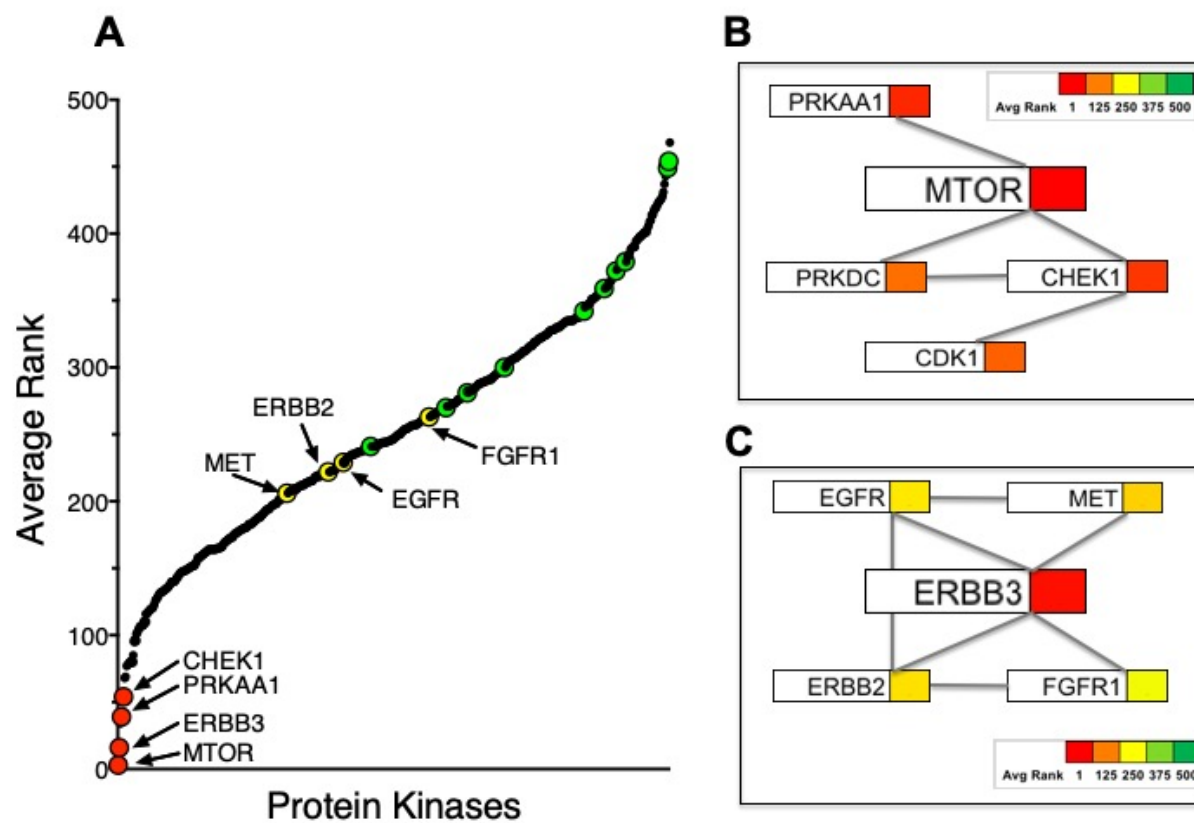 A
500
400
300
200
100
0
Average Rank
Protein Kinases
ERBB2
MET
EGFR
FGFR1
CHEK1
PRKAA1
ERBB3
MTOR
B
PRKAA1
Avg Rank 1 125 250 375 500
MTOR
PRKDC CHEK1
CDK1
C
EGFR MET
ERBB3
ERBB2 FGFR1
Avg Rank 1 125 250 375 500